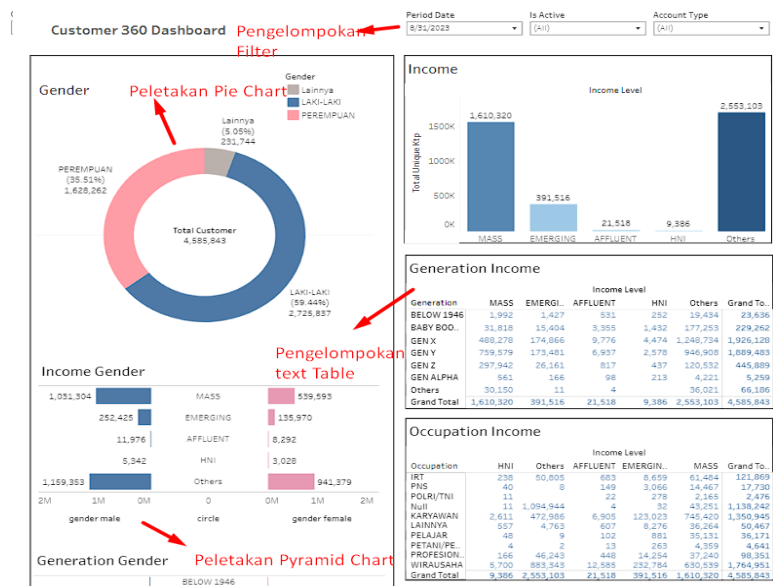 Customer 360 Dashboard
Pengelompokan Filter
Period Date
8/31/2023
Is Active
(All)
Account Type
(All)
Gender
Peletakan Pie Chart
Gender
Lainnya
LAKI-LAKI
PEREMPUAN
Lainnya
(5.05%)
231,744
PEREMPUAN
(35.51%)
1,628,262
Total Customer
4,585,843
LAKI-LAKI
(59.44%)
2,725,837
Income
Income Level
Total Unique Ktp
1500K
1000K
500K
0K
1,610,320
391,516
21,518
9,386
2,553,103
MASS EMERGING AFFLUENT HNI Others
Generation Income
Income Level
Generation MASS EMERGI.. AFFLUENT HNI Others Grand To..
BELOW 1946 1,992 1,427 531 252 19,434 23,636
BABY BOO.. 31,818 15,404 3,355 1,432 177,253 229,262
GEN X 488,278 174,866 9,776 4,474 1,248,734 1,926,128
GEN Y 759,579 173,481 6,937 2,578 946,908 1,889,483
GEN Z 297,942 26,161 817 437 120,532 445,889
GEN ALPHA 561 166 98 213 4,221 5,259
Others 30,150 11 4 36,021 66,186
Grand Total 1,610,320 391,516 21,518 9,386 2,553,103 4,585,843
Pengelompokan
text Table
Income Gender
1,031,304 MASS 539,593
252,425 EMERGING 135,970
11,976 AFFLUENT 8,292
5,342 HNI 3,028
1,159,353 Others 941,379
2M 1M 0M 0 0M 1M 2M
gender male circle gender female
Peletakan Pyramid Chart
Generation Gender
BELOW 1946
Occupation Income
Income Level
Occupation HNI Others AFFLUENT EMERGIN.. MASS Grand To..
IRT 238 50,805 683 8,659 61,484 121,869
PNS 40 8 149 3,066 14,467 17,730
POLRI/TNI 11 22 278 2,165 2,476
Null 11 1,094,944 4 32 43,251 1,138,242
KARYAWAN 2,611 472,986 6,905 123,023 745,420 1,350,945
LAINNYA 557 4,763 607 8,276 36,264 50,467
PELAJAR 48 9 102 881 35,131 36,171
PETANI/PE.. 4 2 13 263 4,359 4,641
PROFESION.. 166 46,243 448 14,254 37,240 98,351
WIRAUSAHA 5,700 883,343 12,585 232,784 630,539 1,764,951
Grand Total 9,386 2,553,103 21,518 391,516 1,610,320 4,585,843